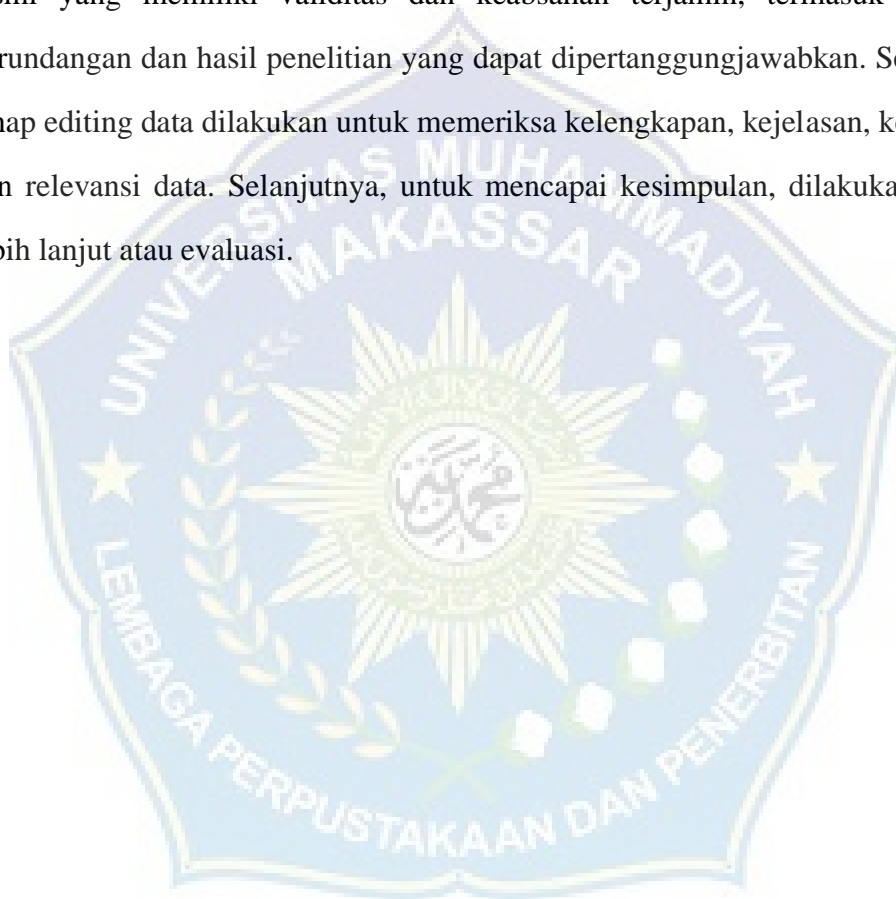 yang memiliki validitas dan keabsahan terjamin, termasuk
rundangan dan hasil penelitian yang dapat dipertanggungjawabkan. Se
ap editing data dilakukan untuk memeriksa kelengkapan, kejelasan, k
n relevansi data. Selanjutnya, untuk mencapai kesimpulan, dilakuka
bih lanjut atau evaluasi.
UNIVERSITAS MUHAMMADIYAH
MAKASSAR
LEMBAGA PERPUSTAKAAN DAN PENERBITAN